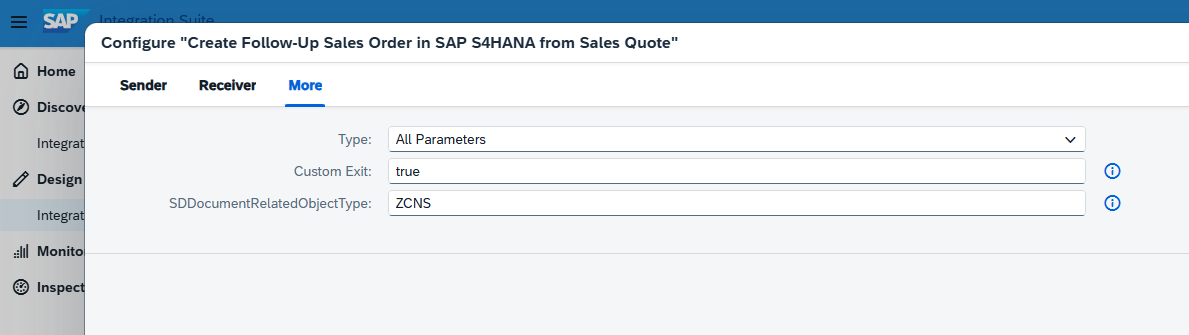 SAP Integration Suite
Configure "Create Follow-Up Sales Order in SAP S4HANA from Sales Quote"
Home
Sender Receiver More
Discove
Type: All Parameters
Integrat
Custom Exit: true
Design
SDDocumentRelatedObjectType: ZCNS
Integrat
Monito
Inspect